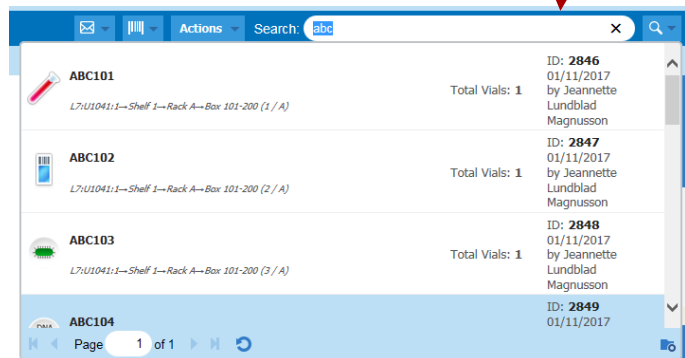 Actions Search: abc
ABC101
L7:U1041:1→Shelf 1→Rack A→Box 101-200 (1 / A)
Total Vials: 1
ID: 2846
01/11/2017
by Jeannette
Lundblad
Magnusson
ABC102
L7:U1041:1→Shelf 1→Rack A→Box 101-200 (2 / A)
Total Vials: 1
ID: 2847
01/11/2017
by Jeannette
Lundblad
Magnusson
ABC103
L7:U1041:1→Shelf 1→Rack A→Box 101-200 (3 / A)
Total Vials: 1
ID: 2848
01/11/2017
by Jeannette
Lundblad
Magnusson
DNA
ABC104
ID: 2849
01/11/2017
Page 1 of 1